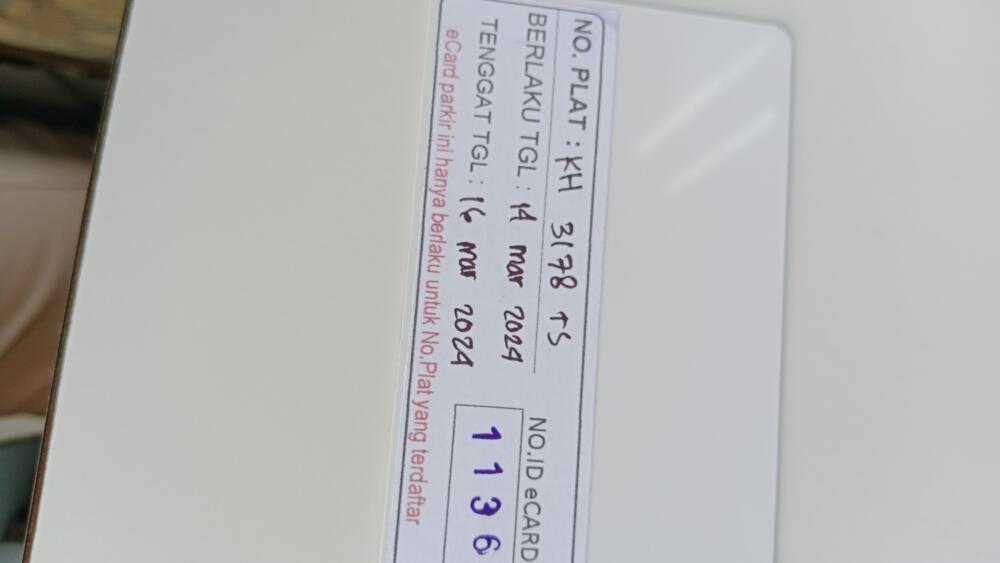 NO. PLAT : KH 3178 TS
BERLAKU TGL : 14 mar 2024
TENGGAT TGL : 16 mar 2024
eCard parkir ini hanya berlaku untuk No.Plat yang terdaftar
NO.ID eCARD
1136